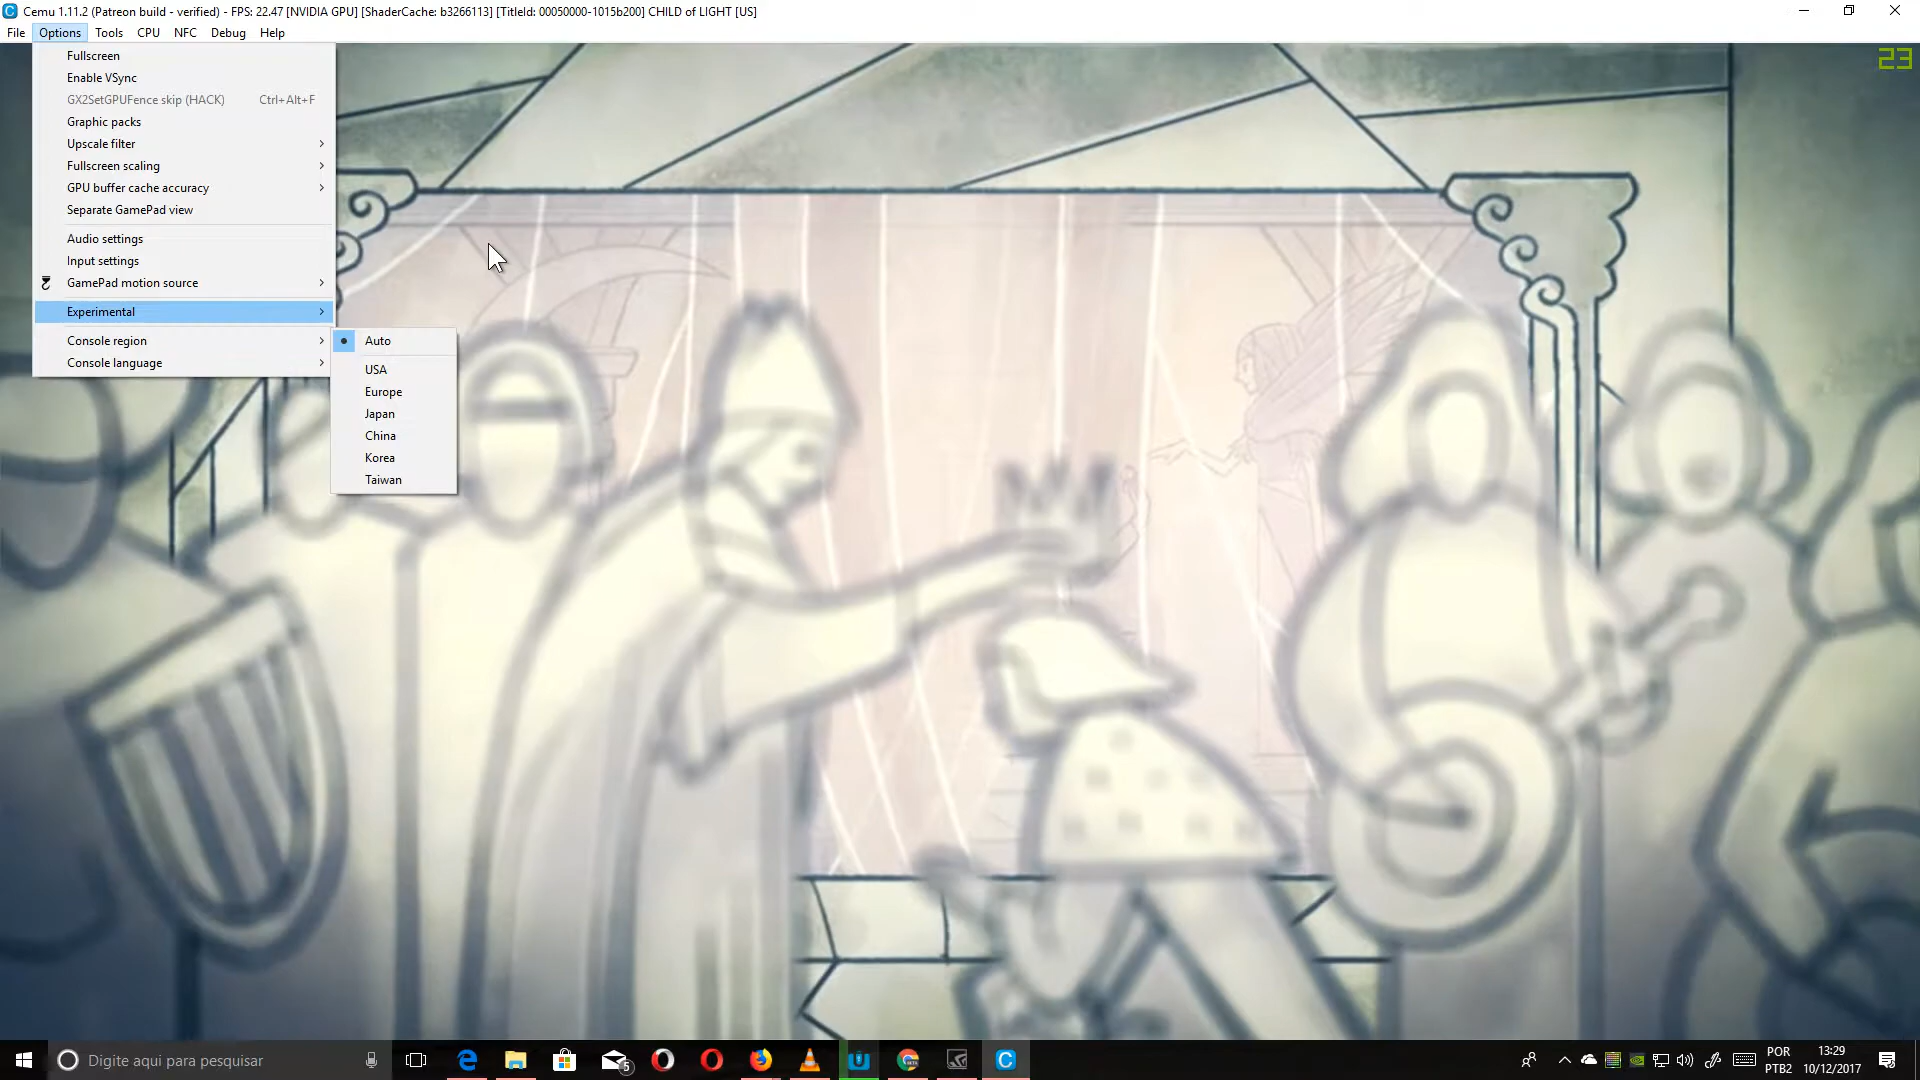 Cemu 1.11.2 (Patreon build - verified) - FPS: 22.47 [NVIDIA GPU] [ShaderCache: b3266113] [TitleId: 00050000-1015b200] CHILD of LIGHT [US]
File Options Tools CPU NFC Debug Help
23
Fullscreen
Enable VSync
GX2SetGPUFence skip (HACK) Ctrl+Alt+F
Graphic packs
Upscale filter
Fullscreen scaling
GPU buffer cache accuracy
Separate GamePad view
Audio settings
Input settings
GamePad motion source
Experimental
Console region
Console language
Auto
USA
Europe
Japan
China
Korea
Taiwan
Digite aqui para pesquisar
5
POR
PTB2
13:29
10/12/2017